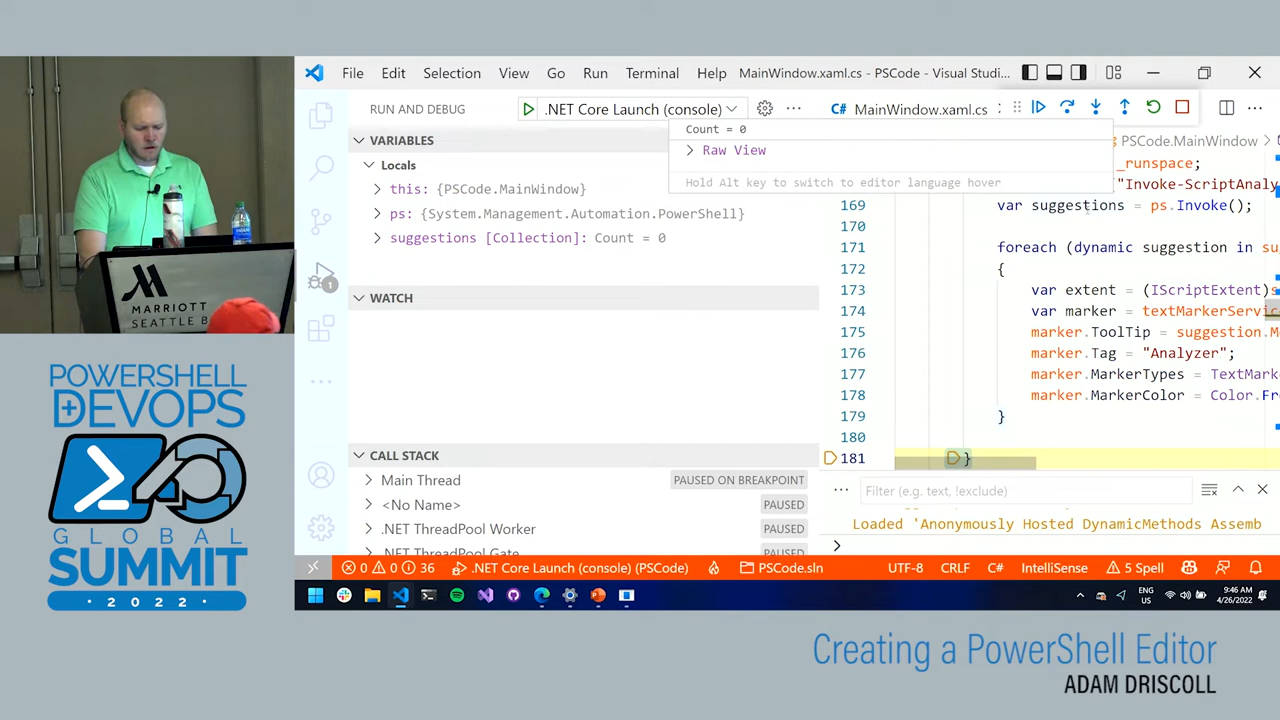 File Edit Selection View Go Run Terminal Help MainWindow.xaml.cs - PSCode - Visual Studi...
RUN AND DEBUG
.NET Core Launch (console)
C# MainWindow.xaml.cs
VARIABLES
Locals
this: {PSCode.MainWindow}
ps: {System.Management.Automation.PowerShell}
suggestions [Collection]: Count = 0
WATCH
CALL STACK
Main Thread PAUSED ON BREAKPOINT
<No Name> PAUSED
.NET ThreadPool Worker PAUSED
.NET ThreadPool Gate PAUSED
Count = 0
Raw View
Hold Alt key to switch to editor language hover
PSCode.MainWindow
_runspace;
"Invoke-ScriptAnaly
169 var suggestions = ps.Invoke();
170
171 foreach (dynamic suggestion in su
172 {
173 var extent = (IScriptExtent)s
174 var marker = textMarkerServic
175 marker.ToolTip = suggestion.M
176 marker.Tag = "Analyzer";
177 marker.MarkerTypes = TextMark
178 marker.MarkerColor = Color.Fr
179 }
180
181 }
Filter (e.g. text, !exclude)
Loaded 'Anonymously Hosted DynamicMethods Assemb
0 0 36 .NET Core Launch (console) (PSCode) PSCode.sln UTF-8 CRLF C# IntelliSense 5 Spell
ENG
US
9:46 AM
4/26/2022
MARRIOTT
SEATTLE B
POWERSHELL
+DEVOPS
GLOBAL
SUMMIT
·2022·
Creating a PowerShell Editor
ADAM DRISCOLL